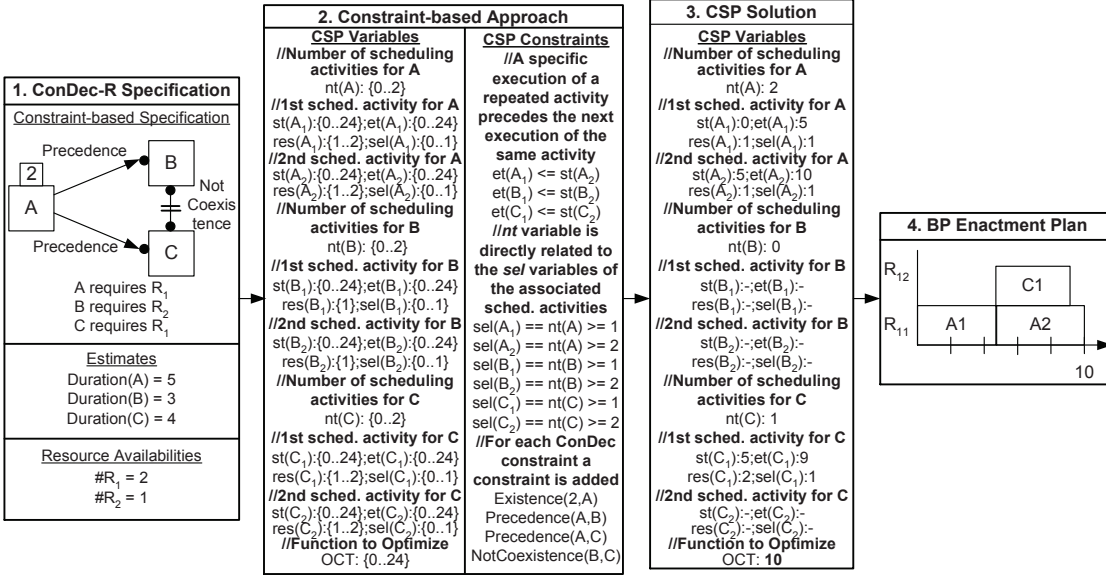 1. ConDec-R Specification
Constraint-based Specification
Precedence
2
A
B
Not
Coexis
tence
Precedence
C
A requires R₁
B requires R₂
C requires R₁
Estimates
Duration(A) = 5
Duration(B) = 3
Duration(C) = 4
Resource Availabilities
#R₁ = 2
#R₂ = 1
2. Constraint-based Approach
CSP Variables
//Number of scheduling
activities for A
nt(A): {0..2}
//1st sched. activity for A
st(A₁):{0..24};et(A₁):{0..24}
res(A₁):{1..2};sel(A₁):{0..1}
//2nd sched. activity for A
st(A₂):{0..24};et(A₂):{0..24}
res(A₂):{1..2};sel(A₂):{0..1}
//Number of scheduling
activities for B
nt(B): {0..2}
//1st sched. activity for B
st(B₁):{0..24};et(B₁):{0..24}
res(B₁):{1};sel(B₁):{0..1}
//2nd sched. activity for B
st(B₂):{0..24};et(B₂):{0..24}
res(B₂):{1};sel(B₂):{0..1}
//Number of scheduling
activities for C
nt(C): {0..2}
//1st sched. activity for C
st(C₁):{0..24};et(C₁):{0..24}
res(C₁):{1..2};sel(C₁):{0..1}
//2nd sched. activity for C
st(C₂):{0..24};et(C₂):{0..24}
res(C₂):{1..2};sel(C₂):{0..1}
//Function to Optimize
OCT: {0..24}
CSP Constraints
//A specific
execution of a
repeated activity
precedes the next
execution of the
same activity
et(A₁) <= st(A₂)
et(B₁) <= st(B₂)
et(C₁) <= st(C₂)
//nt variable is
directly related to
the sel variables of
the associated
sched. activities
sel(A₁) == nt(A) >= 1
sel(A₂) == nt(A) >= 2
sel(B₁) == nt(B) >= 1
sel(B₂) == nt(B) >= 2
sel(C₁) == nt(C) >= 1
sel(C₂) == nt(C) >= 2
//For each ConDec
constraint a
constraint is added
Existence(2,A)
Precedence(A,B)
Precedence(A,C)
NotCoexistence(B,C)
3. CSP Solution
CSP Variables
//Number of scheduling
activities for A
nt(A): 2
//1st sched. activity for A
st(A₁):0;et(A₁):5
res(A₁):1;sel(A₁):1
//2nd sched. activity for A
st(A₂):5;et(A₂):10
res(A₂):1;sel(A₂):1
//Number of scheduling
activities for B
nt(B): 0
//1st sched. activity for B
st(B₁):-;et(B₁):-
res(B₁):-;sel(B₁):-
//2nd sched. activity for B
st(B₂):-;et(B₂):-
res(B₂):-;sel(B₂):-
//Number of scheduling
activities for C
nt(C): 1
//1st sched. activity for C
st(C₁):5;et(C₁):9
res(C₁):2;sel(C₁):1
//2nd sched. activity for C
st(C₂):-;et(C₂):-
res(C₂):-;sel(C₂):-
//Function to Optimize
OCT: 10
4. BP Enactment Plan
R₁₂
C1
R₁₁
A1
A2
10